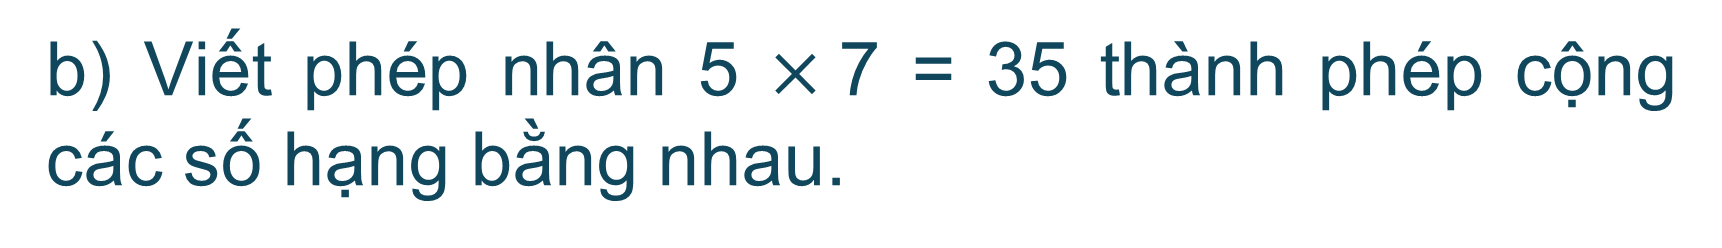 b) Viết phép nhân 5 × 7 = 35 thành phép cộng
các số hạng bằng nhau.